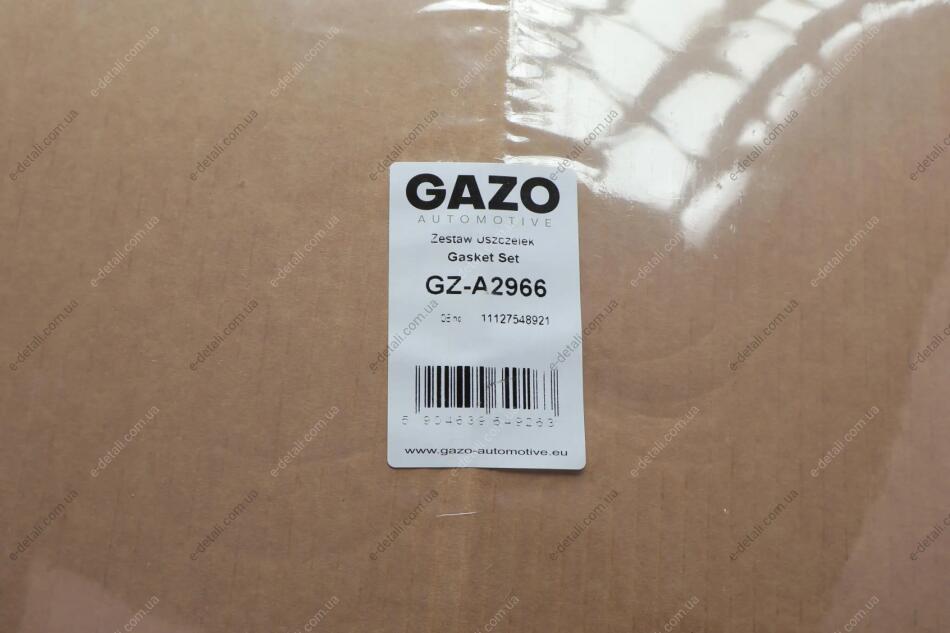 GAZO
AUTOMOTIVE
Zestaw Uszczelek
Gasket Set
GZ-A2966
OE no 11127548921
5 904639 649263
www.gazo-automotive.eu
e-detali.com.ua